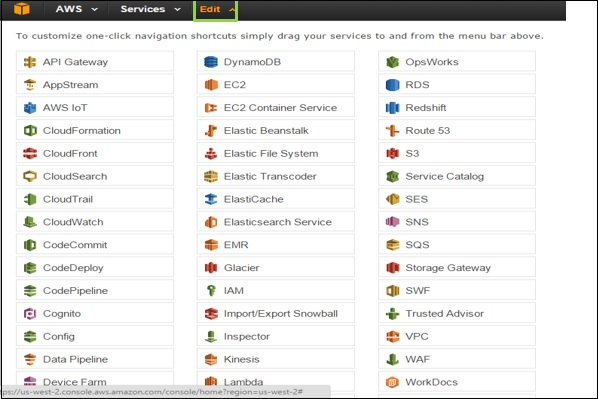 AWS Services Edit
To customize one-click navigation shortcuts simply drag your services to and from the menu bar above.
API Gateway DynamoDB OpsWorks
AppStream EC2 RDS
AWS IoT EC2 Container Service Redshift
CloudFormation Elastic Beanstalk Route 53
CloudFront Elastic File System S3
CloudSearch Elastic Transcoder Service Catalog
CloudTrail ElastiCache SES
CloudWatch Elasticsearch Service SNS
CodeCommit EMR SQS
CodeDeploy Glacier Storage Gateway
CodePipeline IAM SWF
Cognito Import/Export Snowball Trusted Advisor
Config Inspector VPC
Data Pipeline Kinesis WAF
Device Farm Lambda WorkDocs
ps://us-west-2.console.aws.amazon.com/console/home?region=us-west-2#